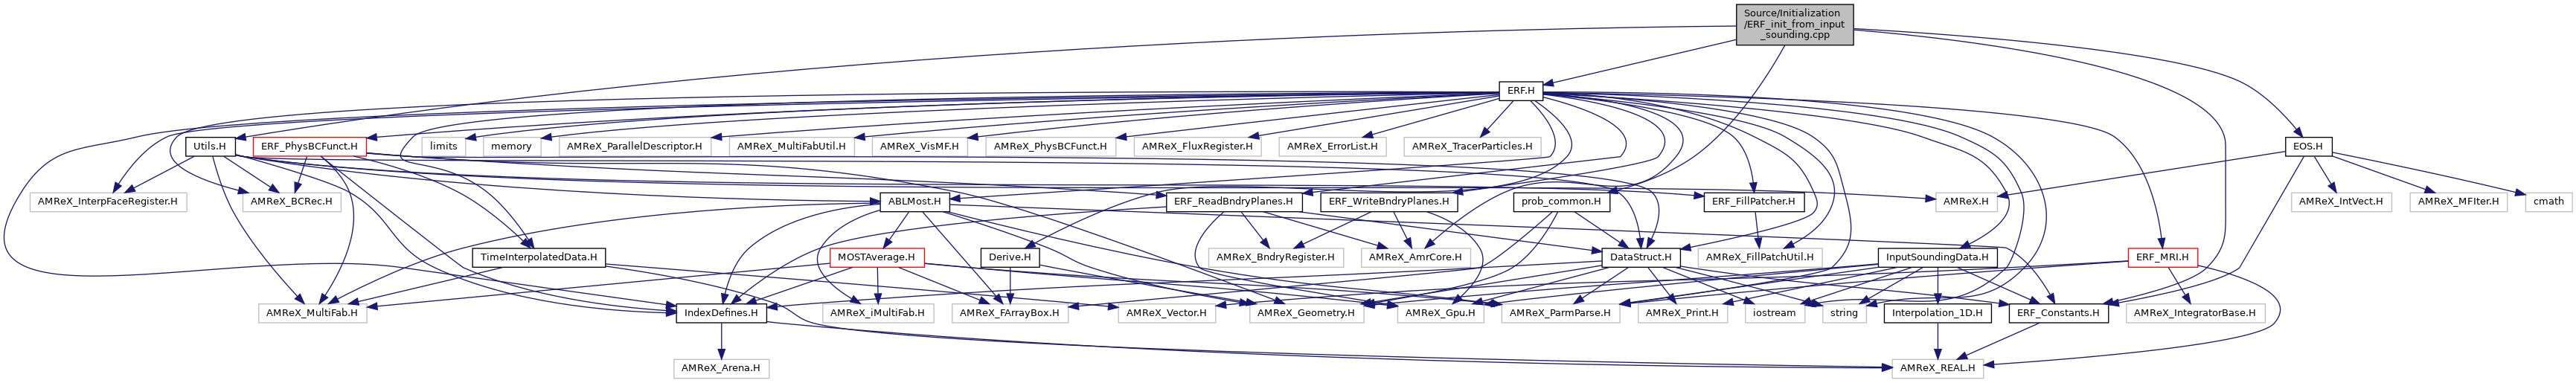 Source/Initialization
/ERF_init_from_input
_sounding.cpp
ERF.H
Utils.H
ERF_PhysBCFunct.H
limits
memory
AMReX_ParallelDescriptor.H
AMReX_MultiFabUtil.H
AMReX_VisMF.H
AMReX_PhysBCFunct.H
AMReX_FluxRegister.H
AMReX_ErrorList.H
AMReX_TracerParticles.H
EOS.H
AMReX_InterpFaceRegister.H
AMReX_BCRec.H
ABLMost.H
ERF_ReadBndryPlanes.H
ERF_WriteBndryPlanes.H
prob_common.H
ERF_FillPatcher.H
AMReX.H
AMReX_IntVect.H
AMReX_MFIter.H
cmath
TimeInterpolatedData.H
MOSTAverage.H
Derive.H
AMReX_BndryRegister.H
AMReX_AmrCore.H
DataStruct.H
AMReX_FillPatchUtil.H
InputSoundingData.H
ERF_MRI.H
AMReX_MultiFab.H
IndexDefines.H
AMReX_iMultiFab.H
AMReX_FArrayBox.H
AMReX_Vector.H
AMReX_Geometry.H
AMReX_Gpu.H
AMReX_ParmParse.H
AMReX_Print.H
iostream
string
Interpolation_1D.H
ERF_Constants.H
AMReX_IntegratorBase.H
AMReX_Arena.H
AMReX_REAL.H